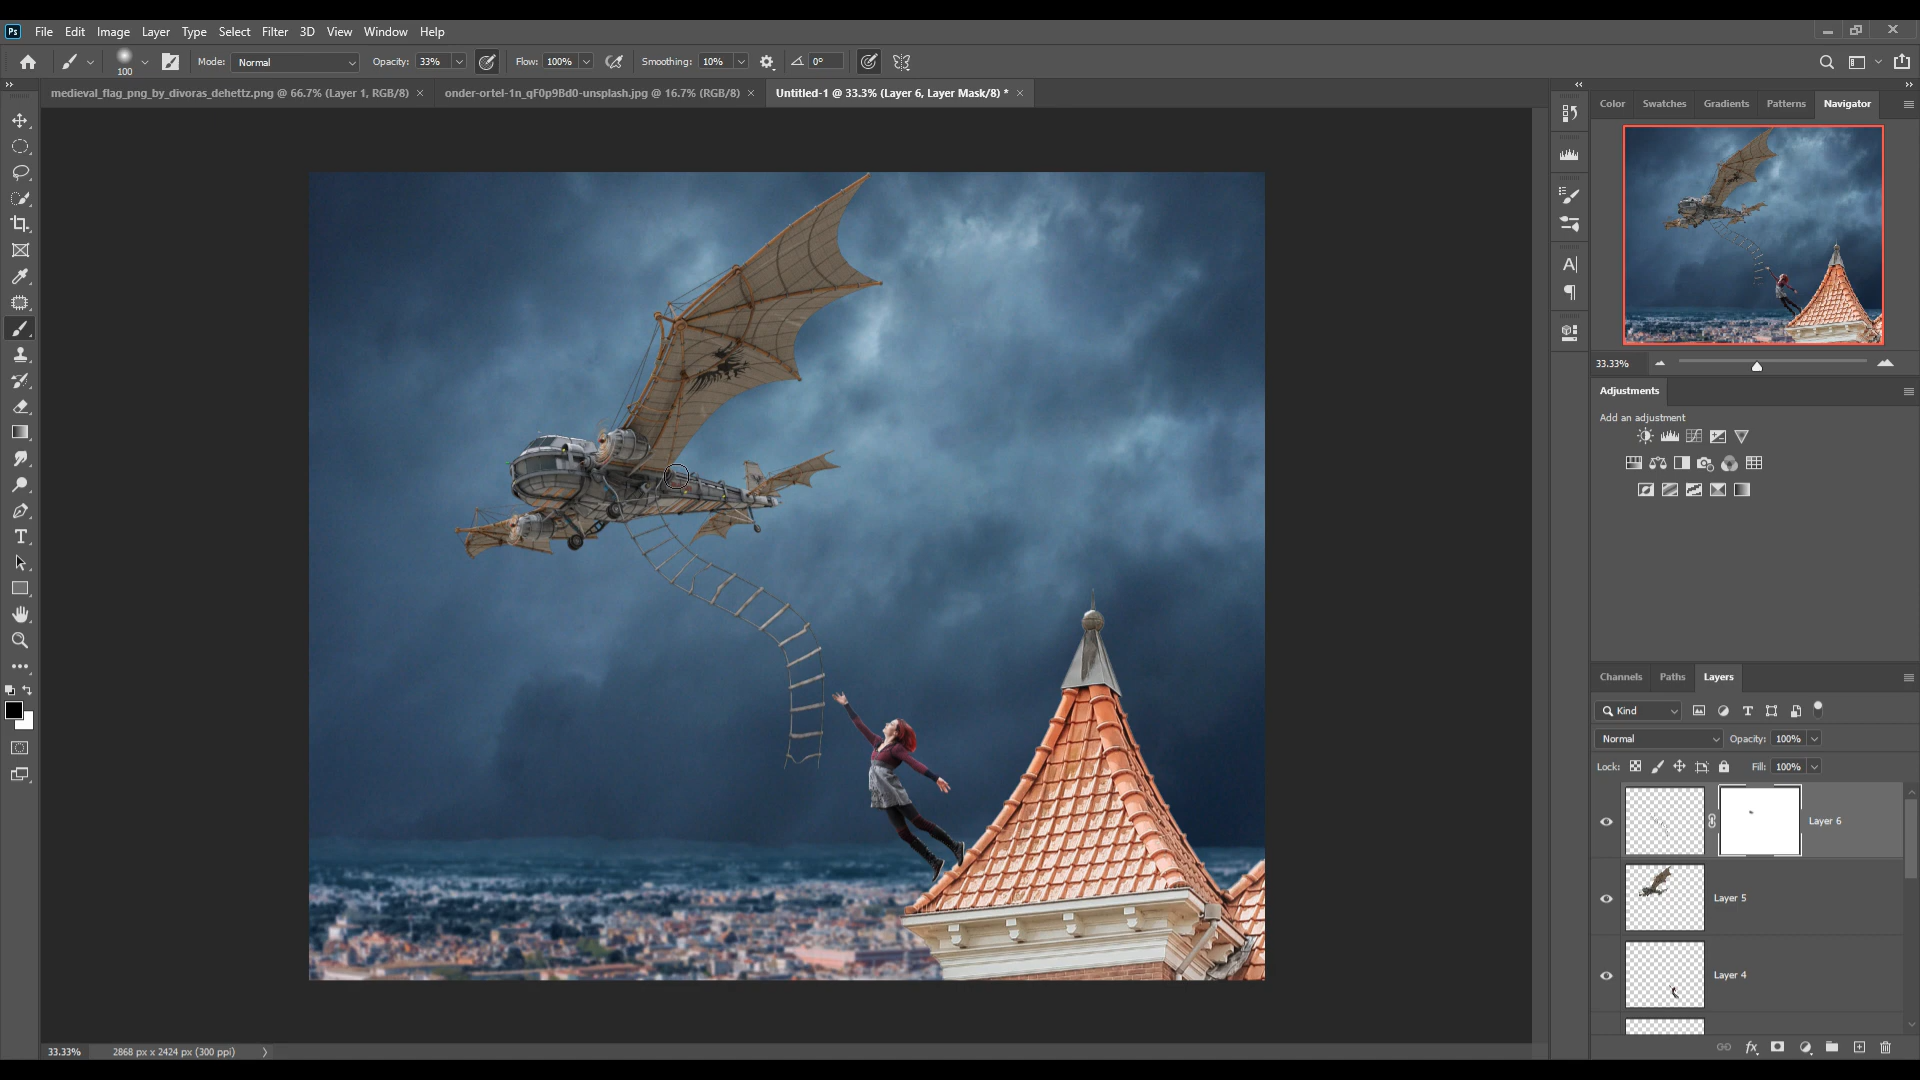 Ps File Edit Image Layer Type Select Filter 3D View Window Help
100 Mode: Normal Opacity: 33% Flow: 100% Smoothing: 10% 0°
medieval_flag_png_by_divoras_dehettz.png @ 66.7% (Layer 1, RGB/8) × onder-ortel-1n_qF0p9Bd0-unsplash.jpg @ 16.7% (RGB/8) × Untitled-1 @ 33.3% (Layer 6, Layer Mask/8) * ×
Color Swatches Gradients Patterns Navigator
33.33%
Adjustments
Add an adjustment
Channels Paths Layers
Kind
Normal Opacity: 100%
Lock: Fill: 100%
Layer 6
Layer 5
Layer 4
fx
33.33% 2868 px x 2424 px (300 ppi)